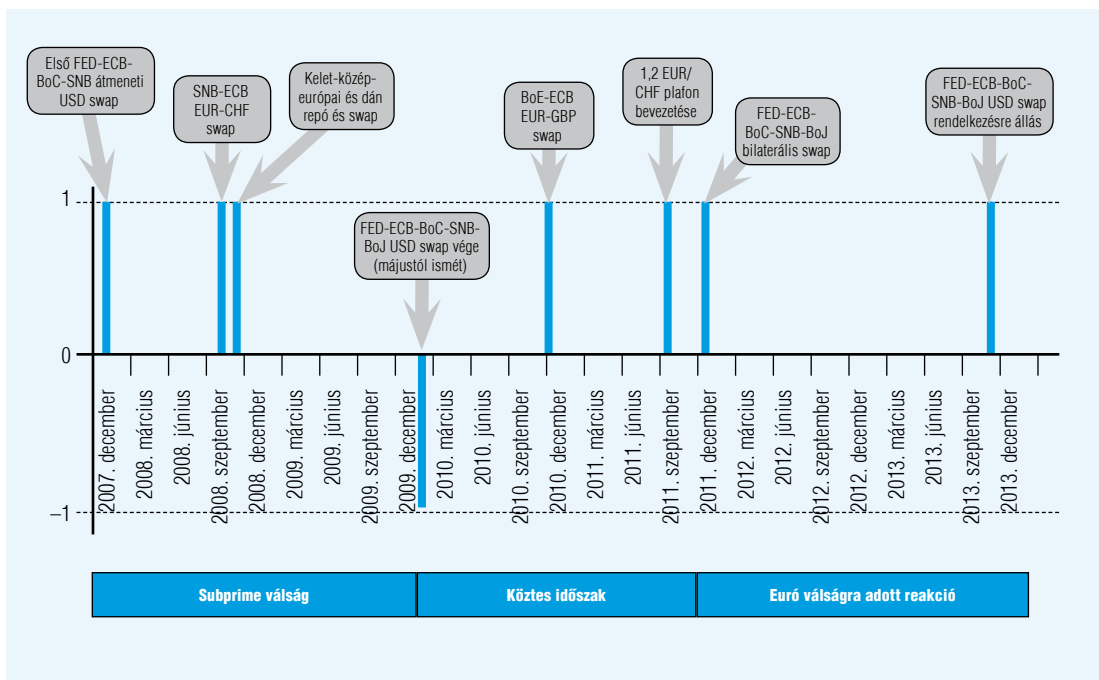 Első FED-ECB-
BoC-SNB átmeneti
USD swap
SNB-ECB
EUR-CHF
swap
Kelet-közép-
európai és dán
repó és swap
FED-ECB-BoC-SNB-
BoJ USD swap vége
(májustól ismét)
BoE-ECB
EUR-GBP
swap
1,2 EUR/
CHF plafon
bevezetése
FED-ECB-
BoC-SNB-BoJ
bilaterális swap
FED-ECB-BoC-
SNB-BoJ USD swap
rendelkezésre állás
1
0
–1
2007. december
2008. március
2008. június
2008. szeptember
2008. december
2009. március
2009. június
2009. szeptember
2009. december
2010. március
2010. június
2010. szeptember
2010. december
2011. március
2011. június
2011. szeptember
2011. december
2012. március
2012. június
2012. szeptember
2012. december
2013. március
2013. június
2013. szeptember
2013. december
Subprime válság
Köztes időszak
Euró válságra adott reakció